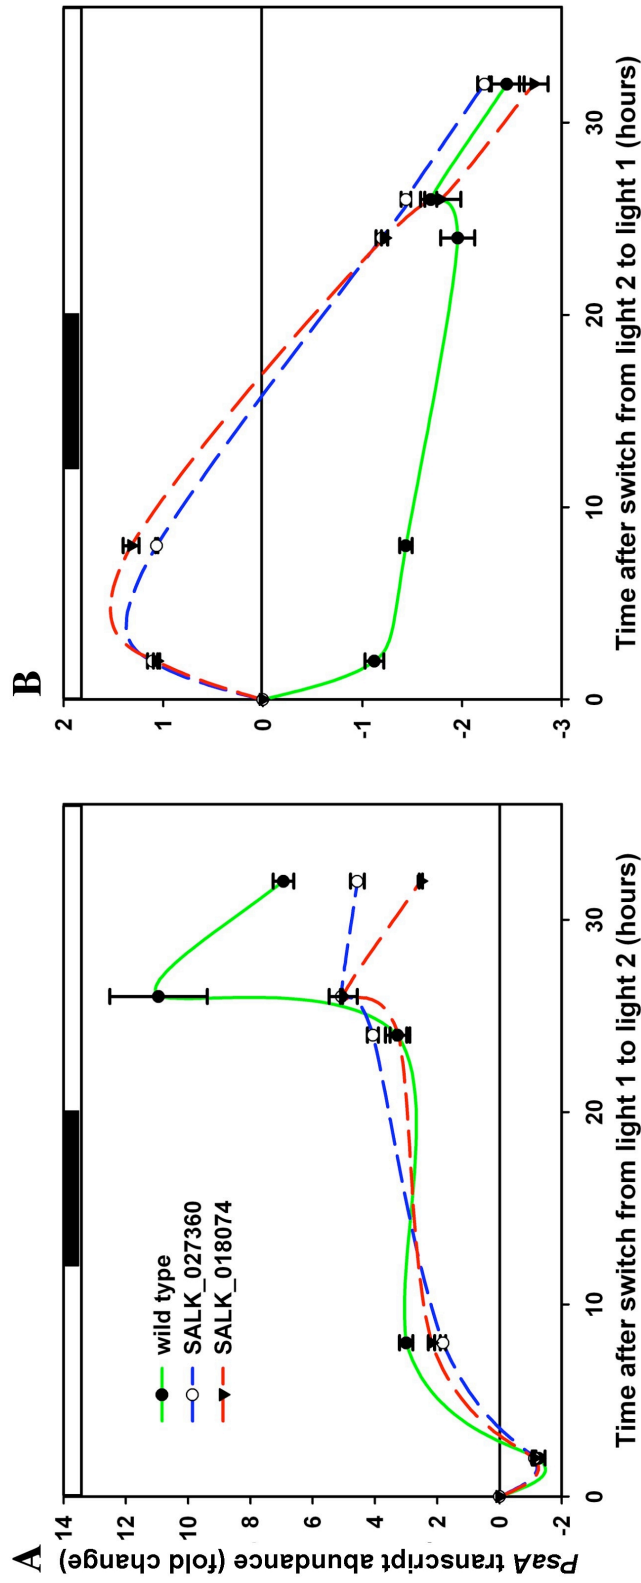 A
PsaA transcript abundance (fold change)
14
12
10
8
6
4
2
0
-2
wild type
SALK_027360
SALK_018074
0
10
20
30
Time after switch from light 1 to light 2 (hours)
B
2
1
0
-1
-2
-3
0
10
20
30
Time after switch from light 2 to light 1 (hours)